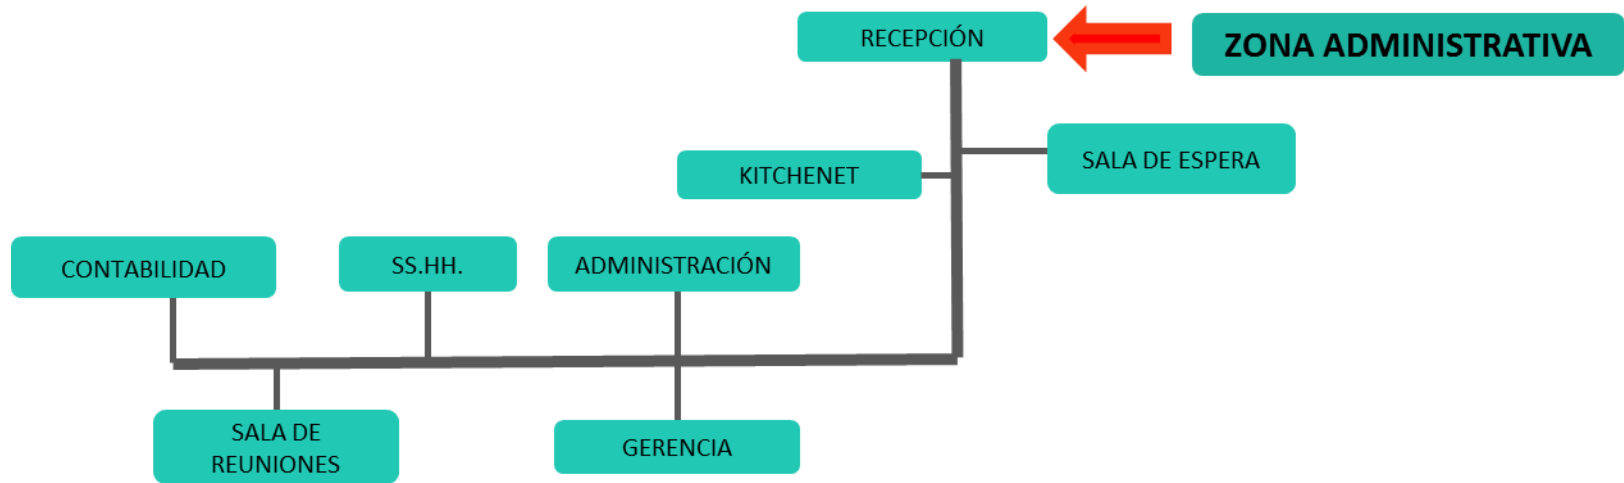 RECEPCIÓN
ZONA ADMINISTRATIVA
SALA DE ESPERA
KITCHENET
CONTABILIDAD
SS.HH.
ADMINISTRACIÓN
SALA DE
REUNIONES
GERENCIA